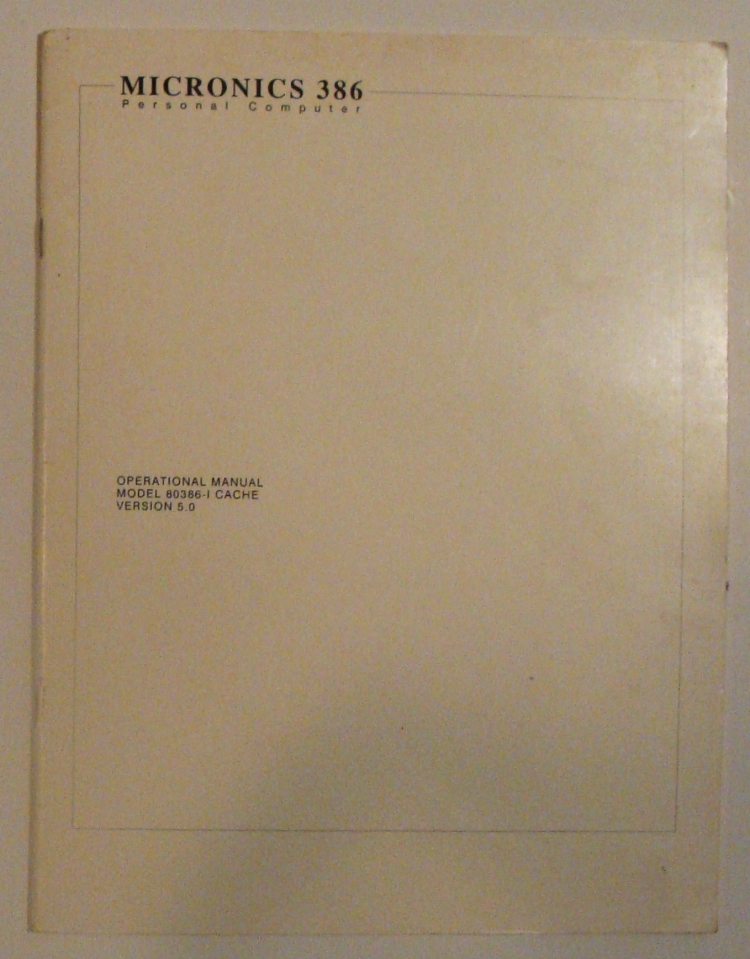 MICRONICS 386
Personal Computer
OPERATIONAL MANUAL
MODEL 80386-I CACHE
VERSION 5.0